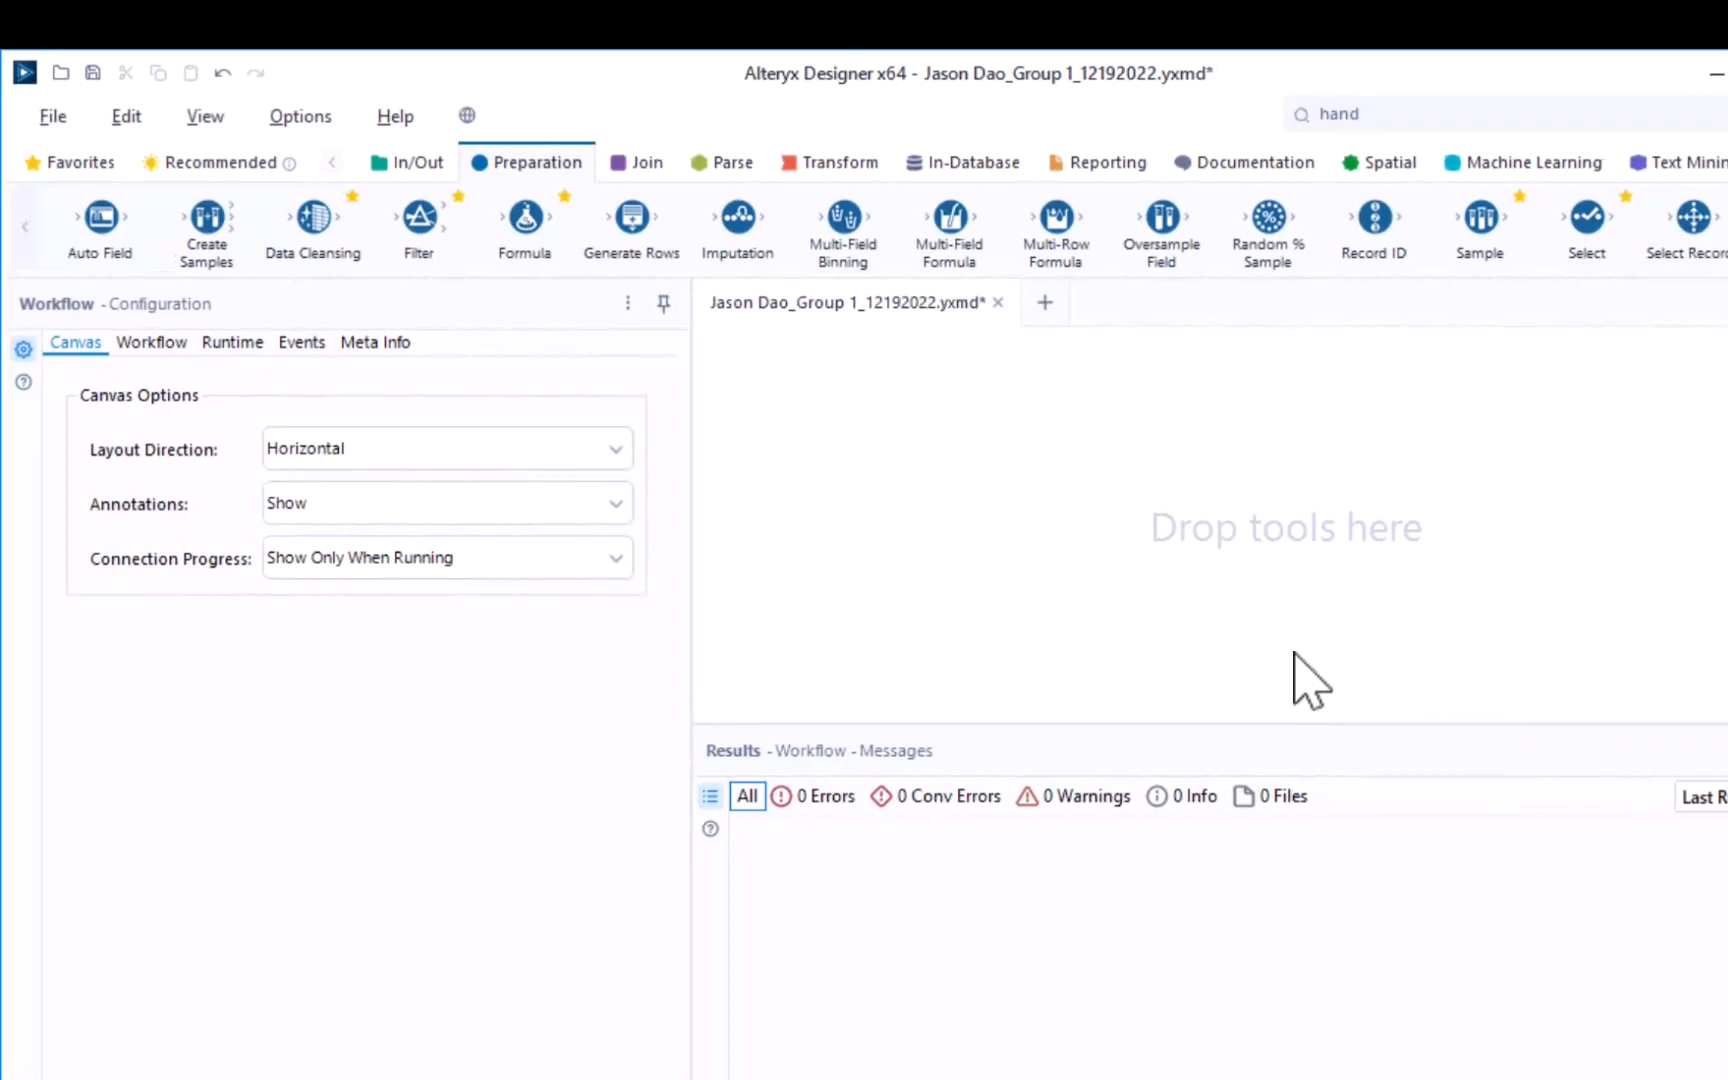 Alteryx Designer x64 - Jason Dao_Group 1_12192022.yxmd*
File Edit View Options Help
hand
Favorites Recommended In/Out Preparation Join Parse Transform In-Database Reporting Documentation Spatial Machine Learning Text
Auto Field Create Samples Data Cleansing Filter Formula Generate Rows Imputation Multi-Field Binning Multi-Field Formula Multi-Row Formula Oversample Field Random % Sample Record ID Sample Select Select
Workflow - Configuration
Jason Dao_Group 1_12192022.yxmd*
Canvas Workflow Runtime Events Meta Info
Canvas Options
Layout Direction: Horizontal
Annotations: Show
Connection Progress: Show Only When Running
Drop tools here
Results - Workflow - Messages
All 0 Errors 0 Conv Errors 0 Warnings 0 Info 0 Files Last